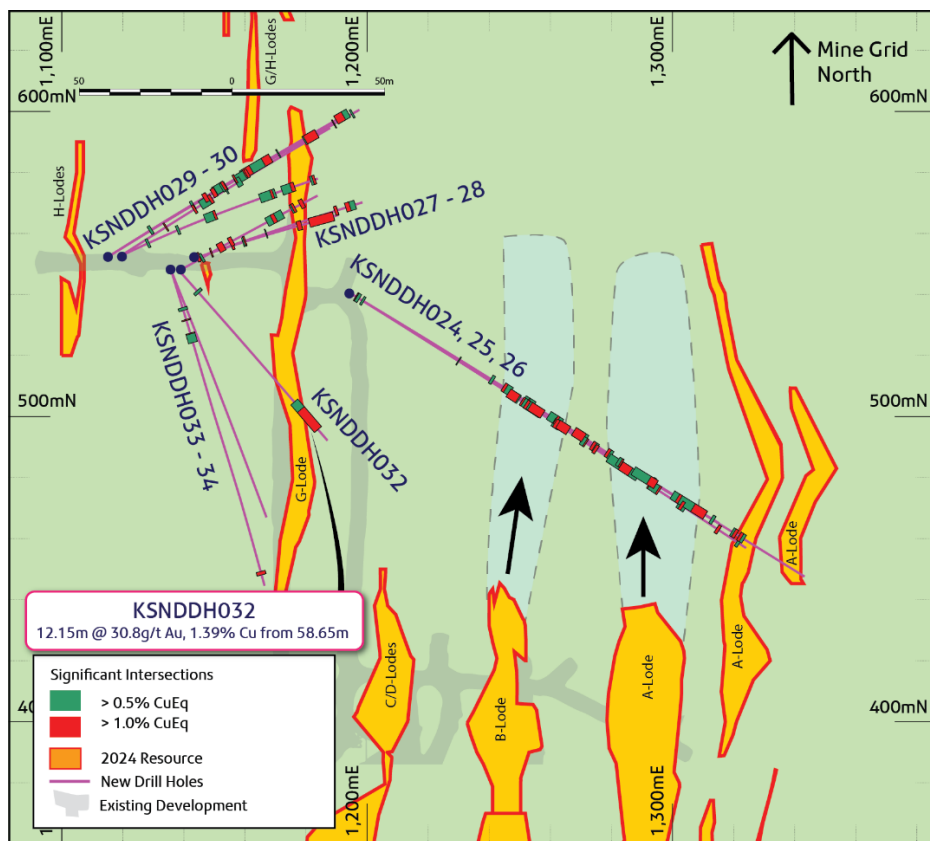 1,100mE
1,200mE
1,300mE
G/H-Lodes
Mine Grid
North
50
0
50m
600mN
600mN
H-Lodes
KSNDDH029 - 30
KSNDDH027 - 28
KSNDDH024, 25, 26
KSNDDH033 - 34
KSNDDH032
500mN
500mN
G-Lode
A-Lode
KSNDDH032
12.15m @ 30.8g/t Au, 1.39% Cu from 58.65m
C/D-Lodes
B-Lode
A-Lode
A-Lode
Significant Intersections
> 0.5% CuEq
> 1.0% CuEq
2024 Resource
New Drill Holes
Existing Development
400mN
1,200mE
1,300mE